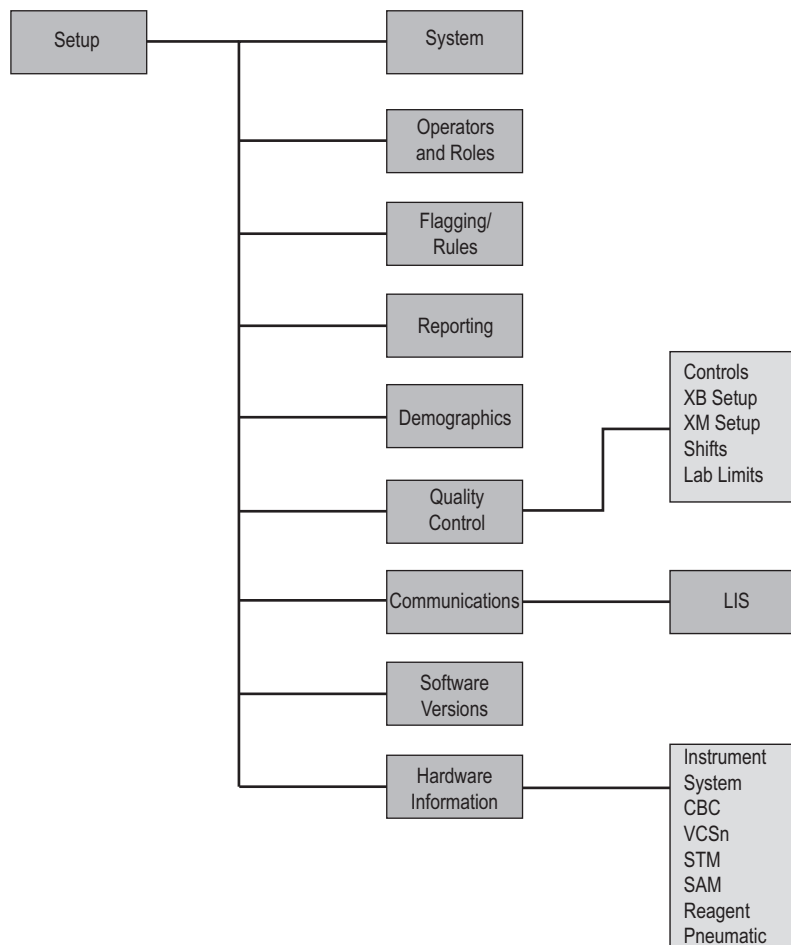 Setup
System
Operators
and Roles
Flagging/
Rules
Reporting
Demographics
Quality
Control
Controls
XB Setup
XM Setup
Shifts
Lab Limits
Communications
LIS
Software
Versions
Hardware
Information
Instrument
System
CBC
VCSn
STM
SAM
Reagent
Pneumatic